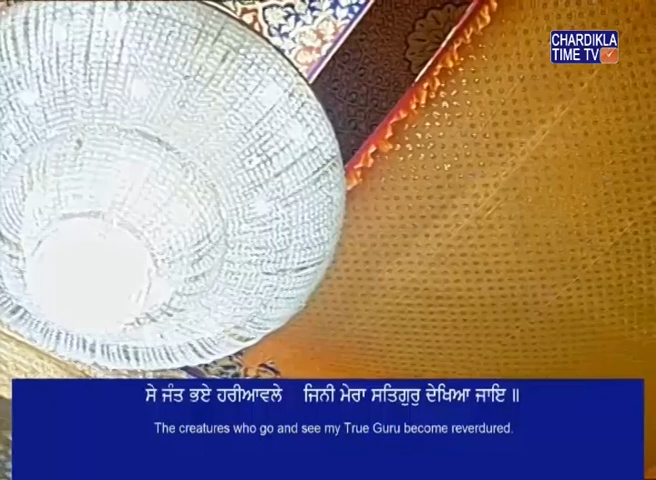 CHARDIKLA
TIME TV
ਸੇ ਜੰਤ ਭਏ ਹਰੀਆਵਲੇ ਜਿਨੀ ਮੇਰਾ ਸਤਿਗੁਰੁ ਦੇਖਿਆ ਜਾਇ ॥
The creatures who go and see my True Guru become reverdured.